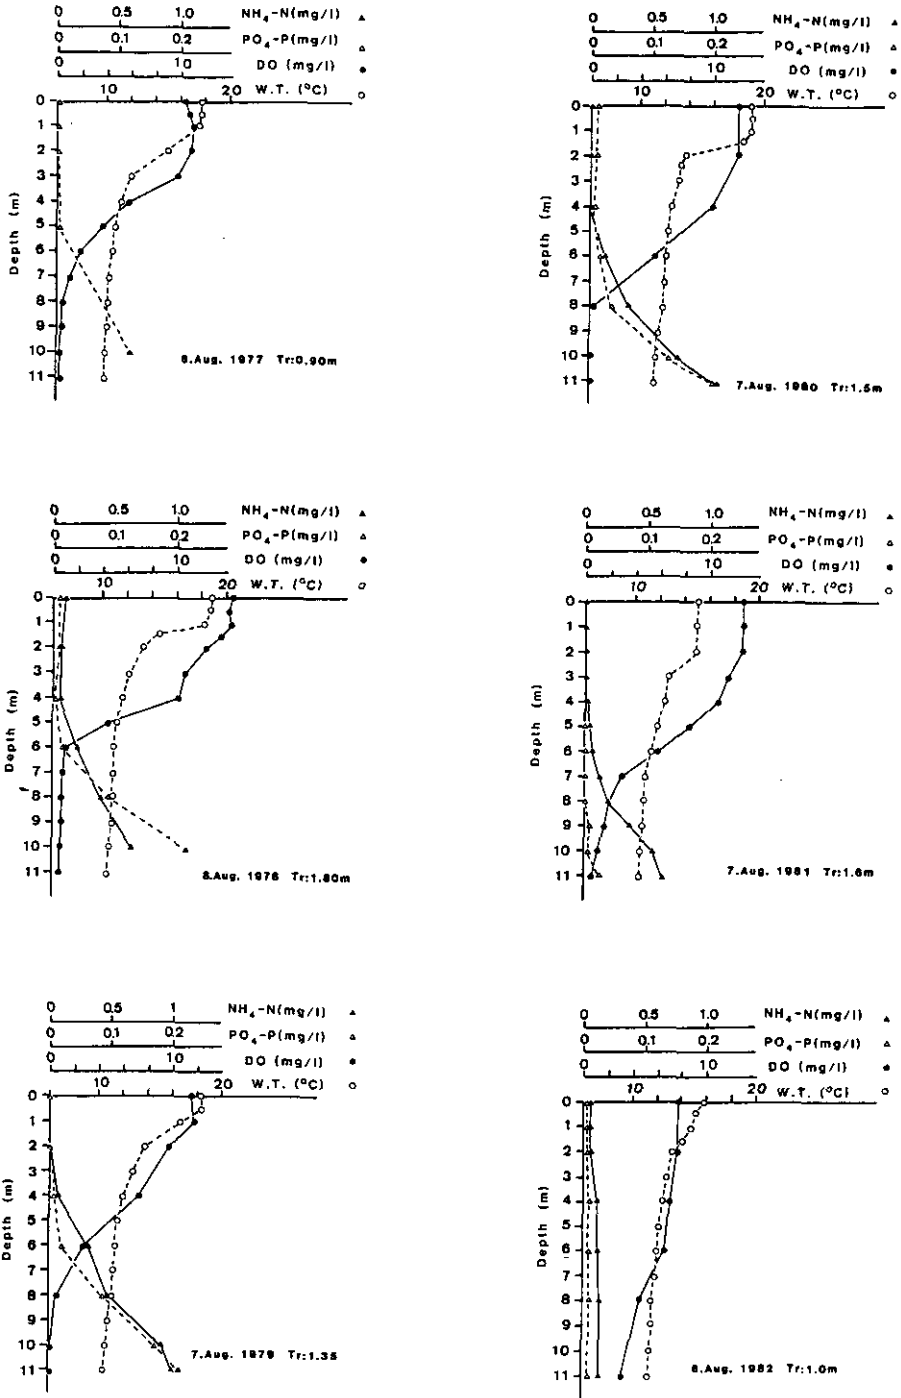 0 0.5 1.0 NH₄-N(mg/l) ▲
0 0.1 0.2 PO₄-P(mg/l) △
0 10 DO (mg/l) ●
10 20 W.T. (°C) ○
0
1
2
3
4
5
6
7
8
9
10
11
Depth (m)
6.Aug. 1977 Tr:0.90m
0 0.5 1.0 NH₄-N(mg/l) ▲
0 0.1 0.2 PO₄-P(mg/l) △
0 10 DO (mg/l) ●
10 20 W.T. (°C) ○
0
1
2
3
4
5
6
7
8
9
10
11
Depth (m)
7.Aug. 1980 Tr:1.5m
0 0.5 1.0 NH₄-N(mg/l) ▲
0 0.1 0.2 PO₄-P(mg/l) △
0 10 DO (mg/l) ●
10 20 W.T. (°C) ○
0
1
2
3
4
5
6
7
8
9
10
11
Depth (m)
Tr:1.80m
0 0.5 1.0 NH₄-N(mg/l) ▲
0 0.1 0.2 PO₄-P(mg/l) △
0 10 DO (mg/l) ●
10 20 W.T. (°C) ○
0
1
2
3
4
5
6
7
8
9
10
11
Depth (m)
7.Aug. 1981 Tr:1.6m
0 0.5 1 NH₄-N(mg/l) ▲
0 0.1 0.2 PO₄-P(mg/l) △
0 10 DO (mg/l) ●
10 20 W.T. (°C) ○
0
1
2
3
4
5
6
7
8
9
10
11
Depth (m)
7.Aug. 1979 Tr:1.35
0 0.5 1.0 NH₄-N(mg/l) ▲
0 0.1 0.2 PO₄-P(mg/l) △
0 10 DO (mg/l) ●
10 20 W.T. (°C) ○
0
1
2
3
4
5
6
7
8
9
10
11
Depth (m)
6.Aug. 1982 Tr:1.0m